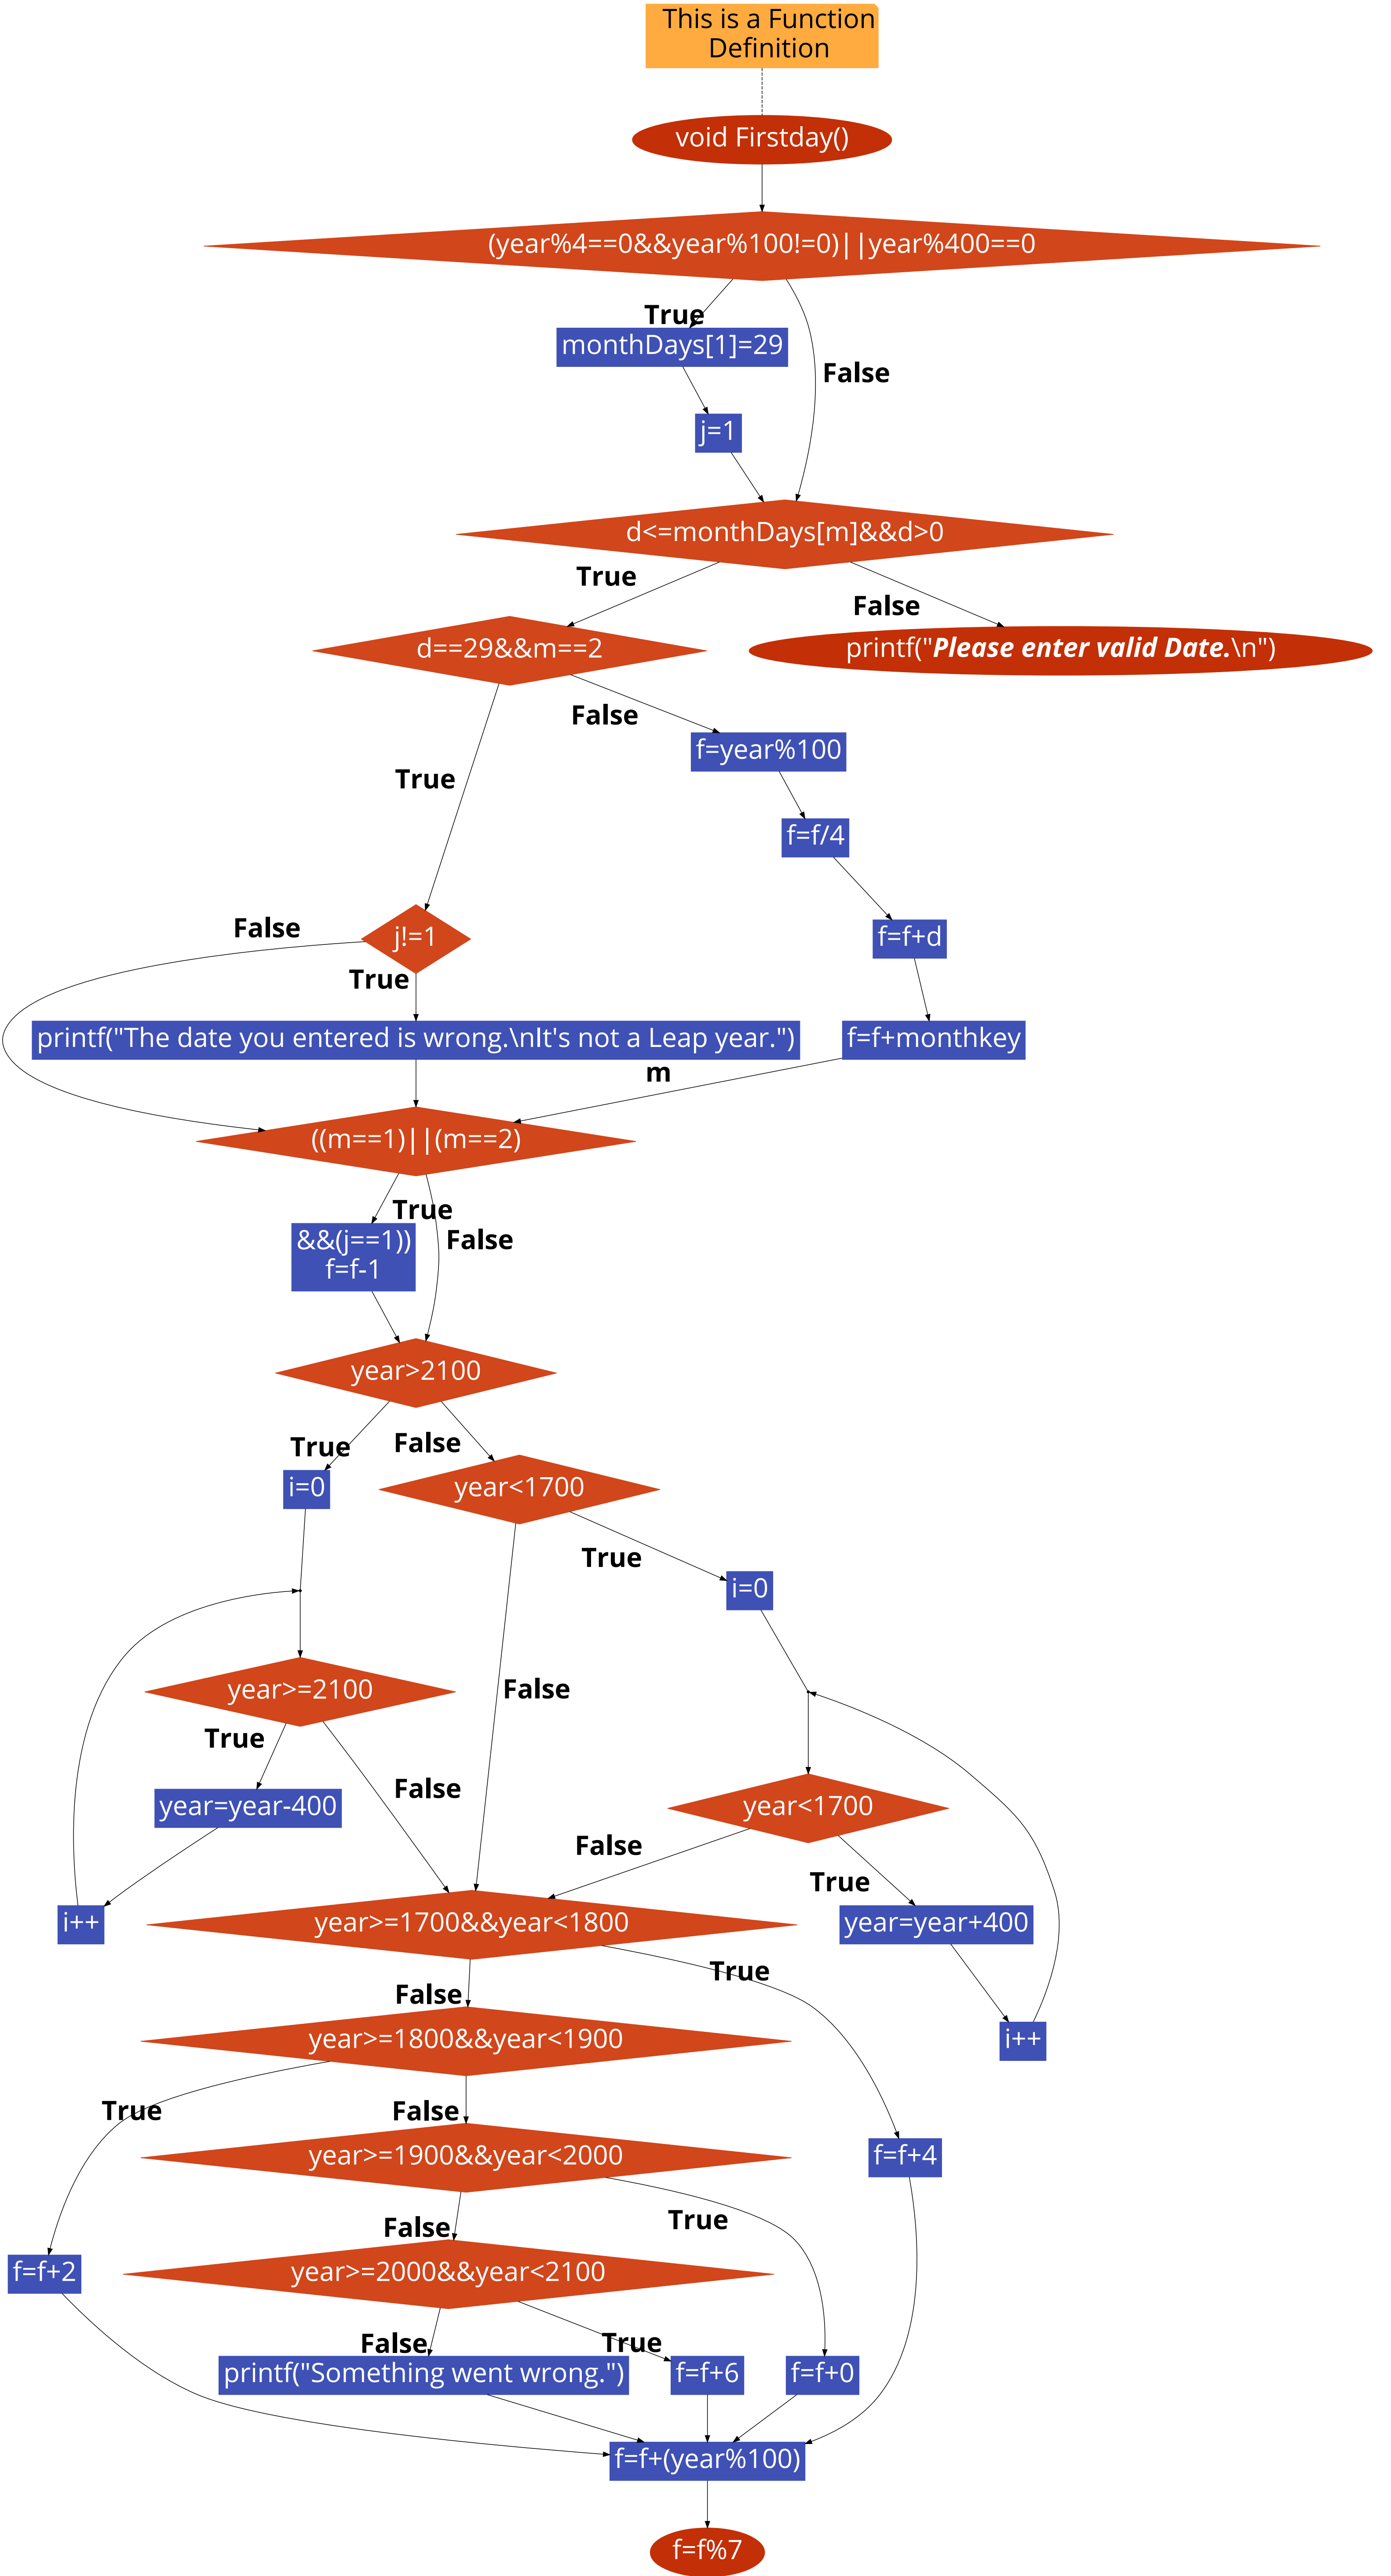 This is a Function
Definition
void Firstday()
(year%4==0&&year%100!=0)||year%400==0
True
monthDays[1]=29
False
j=1
d<=monthDays[m]&&d>0
True
False
d==29&&m==2
printf("Please enter valid Date.\n")
False
f=year%100
True
f=f/4
False
j!=1
f=f+d
True
printf("The date you entered is wrong.\nIt's not a Leap year.")
f=f+monthkey
m
((m==1)||(m==2)
True
False
&&(j==1))
f=f-1
year>2100
True
False
i=0
year<1700
True
i=0
year>=2100
False
True
False
year=year-400
year<1700
False
True
i++
year>=1700&&year<1800
year=year+400
True
False
year>=1800&&year<1900
i++
True
False
year>=1900&&year<2000
f=f+4
True
False
f=f+2
year>=2000&&year<2100
False
True
printf("Something went wrong.")
f=f+6
f=f+0
f=f+(year%100)
f=f%7